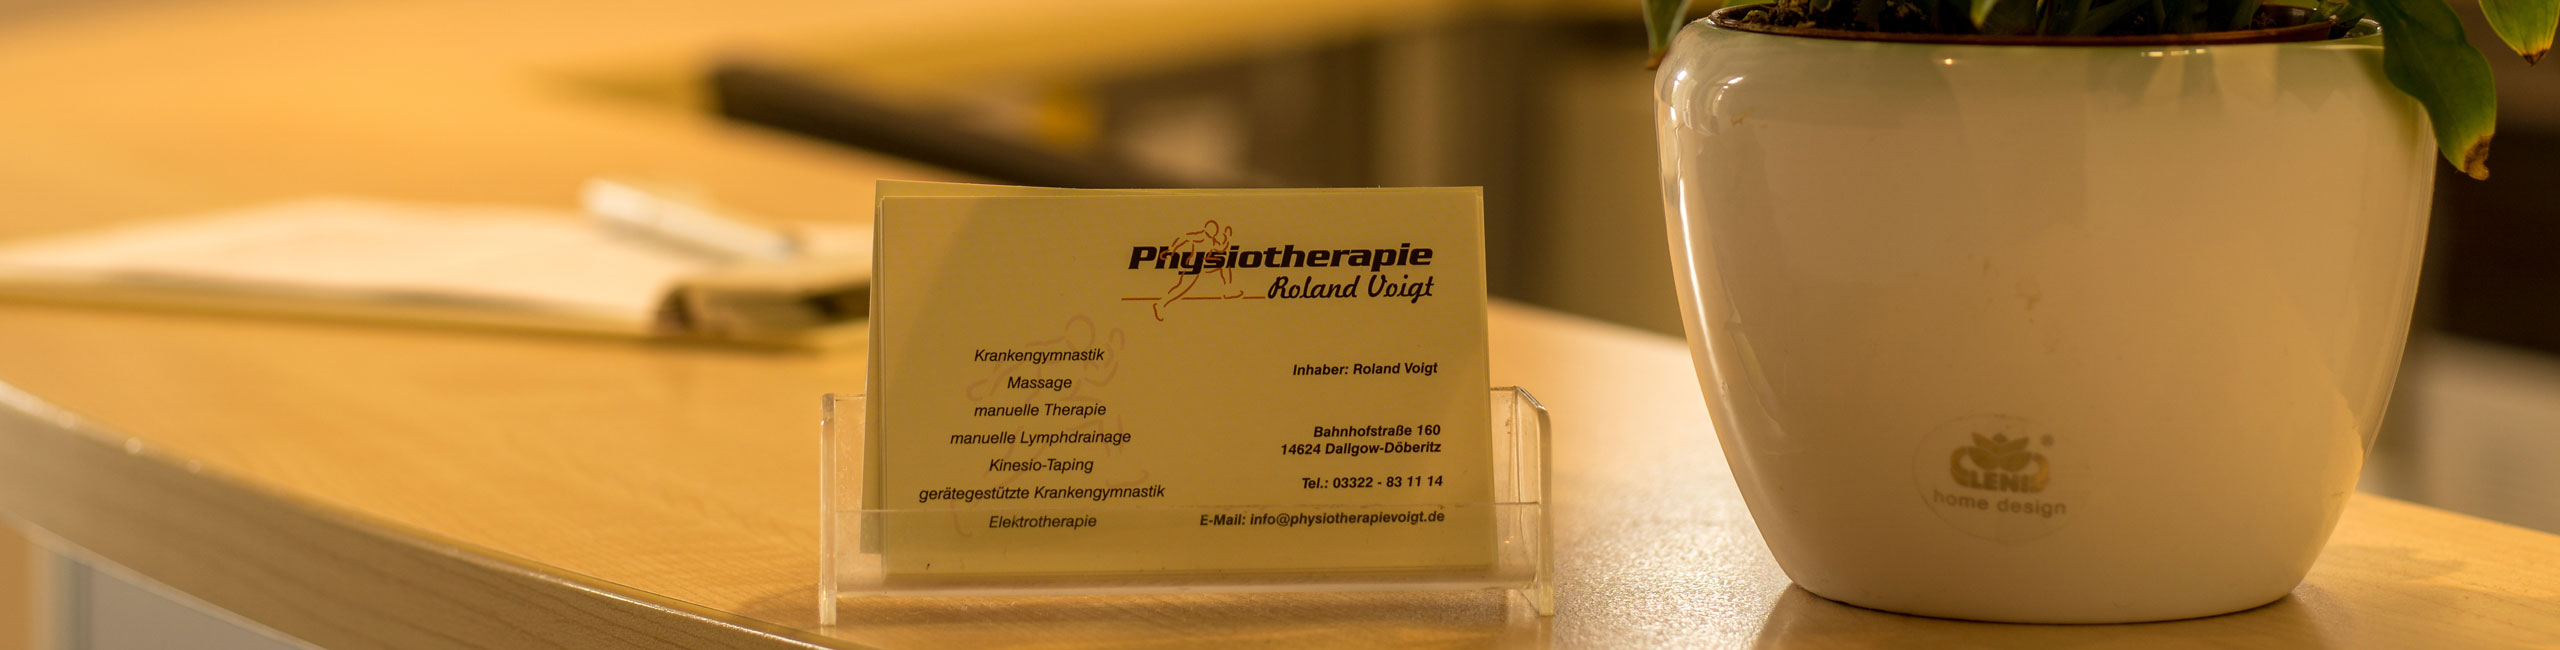 Physiotherapie
Roland Voigt
Krankengymnastik
Massage
manuelle Therapie
manuelle Lymphdrainage
Kinesio-Taping
gerätegestützte Krankengymnastik
Elektrotherapie
Inhaber: Roland Voigt
Bahnhofstraße 160
14624 Dallgow-Döberitz
Tel.: 03322 - 83 11 14
E-Mail: info@physiotherapievoigt.de
LENI
home design